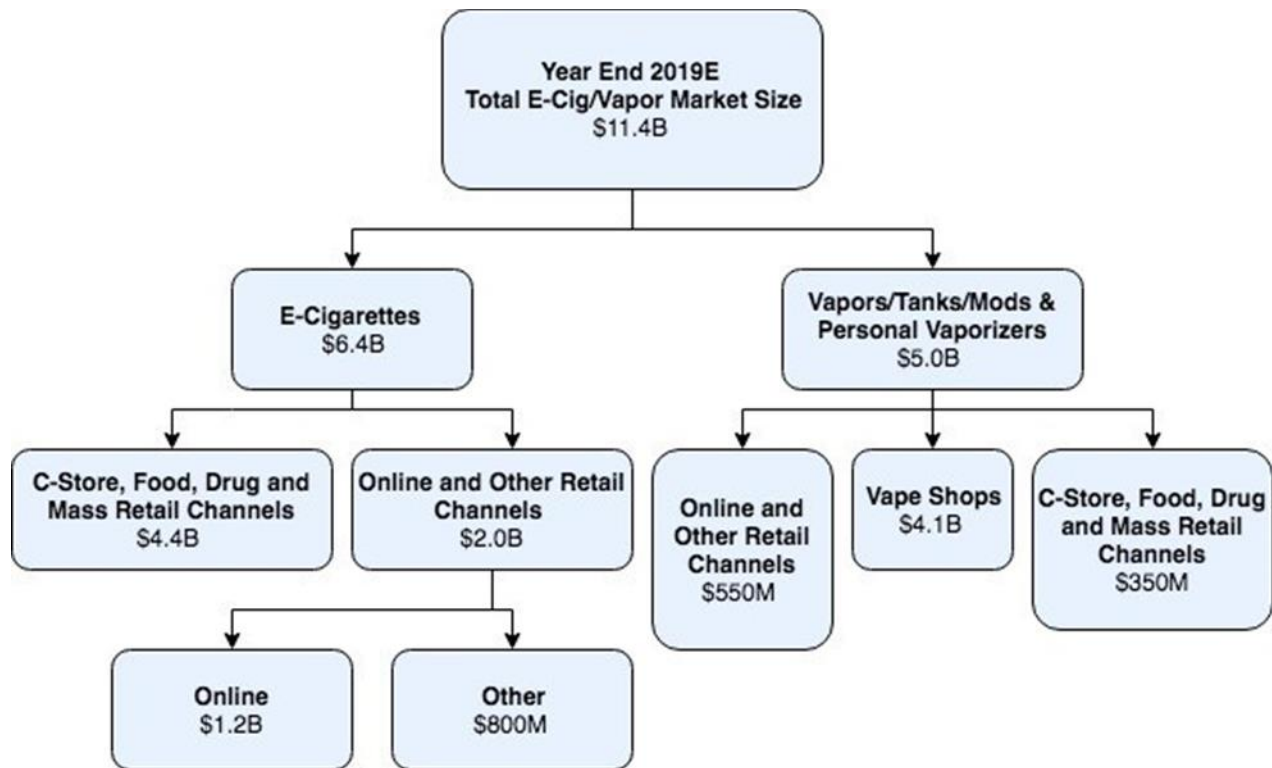 Year End 2019E
Total E-Cig/Vapor Market Size
$11.4B
E-Cigarettes
$6.4B
Vapors/Tanks/Mods &
Personal Vaporizers
$5.0B
C-Store, Food, Drug and
Mass Retail Channels
$4.4B
Online and Other Retail
Channels
$2.0B
Online and
Other Retail
Channels
$550M
Vape Shops
$4.1B
C-Store, Food, Drug
and Mass Retail
Channels
$350M
Online
$1.2B
Other
$800M